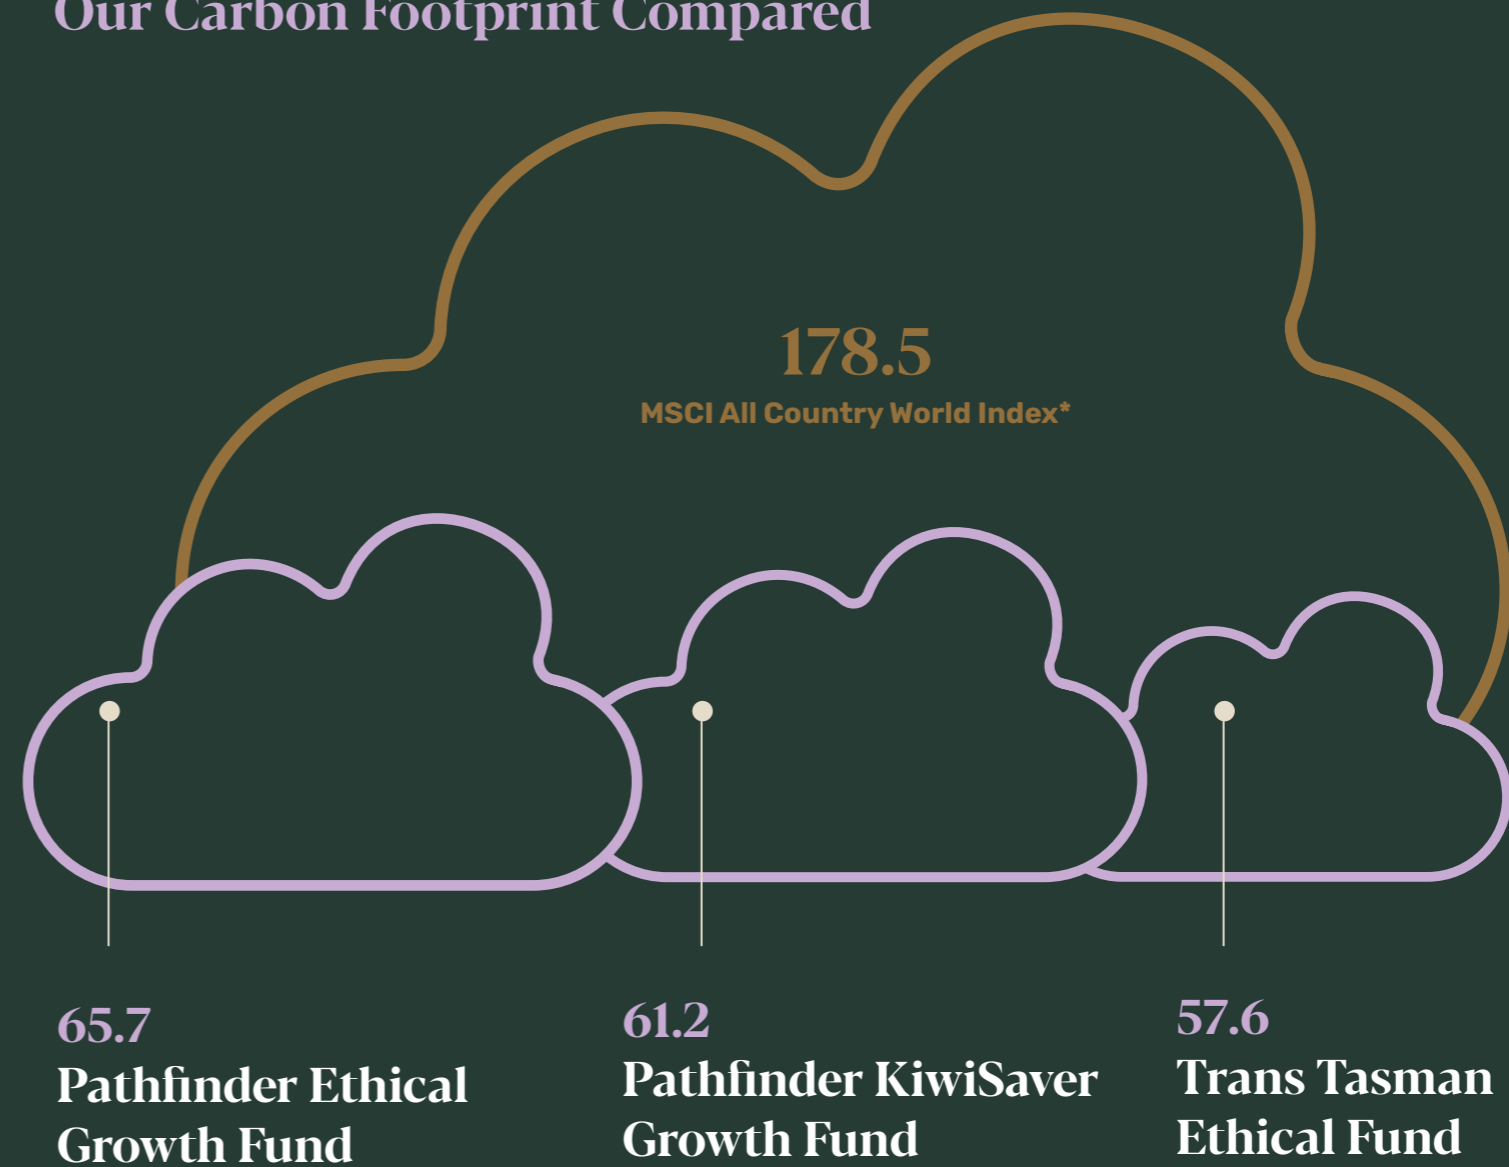 Our Carbon Footprint Compared
178.5
MSCI All Country World Index*
65.7
Pathfinder Ethical
Growth Fund
61.2
Pathfinder KiwiSaver
Growth Fund
57.6
Trans Tasman
Ethical Fund